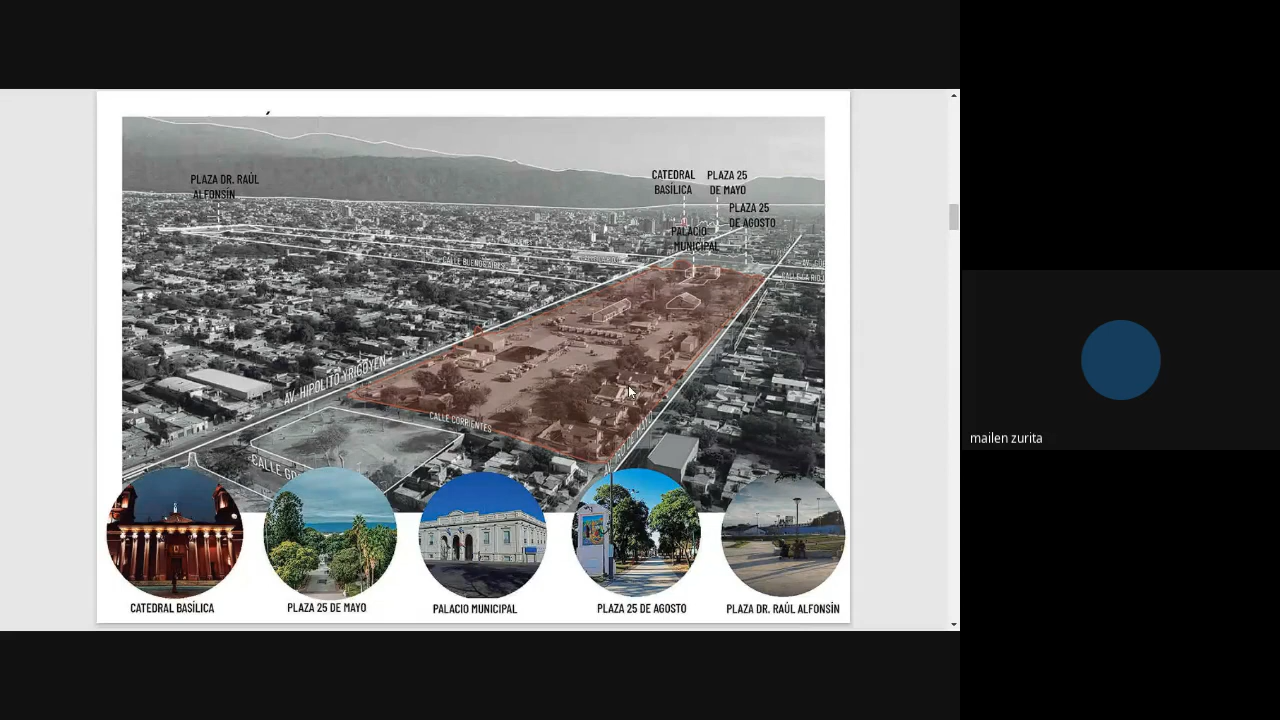 PLAZA DR. RAÚL
ALFONSÍN
CATEDRAL
BASÍLICA
PLAZA 25
DE MAYO
PLAZA 25
DE AGOSTO
PALACIO
MUNICIPAL
CALLE BUENOS AIRES
AV. HIPOLITO YRIGOYEN
CALLE CORRIENTES
CATEDRAL BASÍLICA
PLAZA 25 DE MAYO
PALACIO MUNICIPAL
PLAZA 25 DE AGOSTO
PLAZA DR. RAÚL ALFONSÍN
mailen zurita